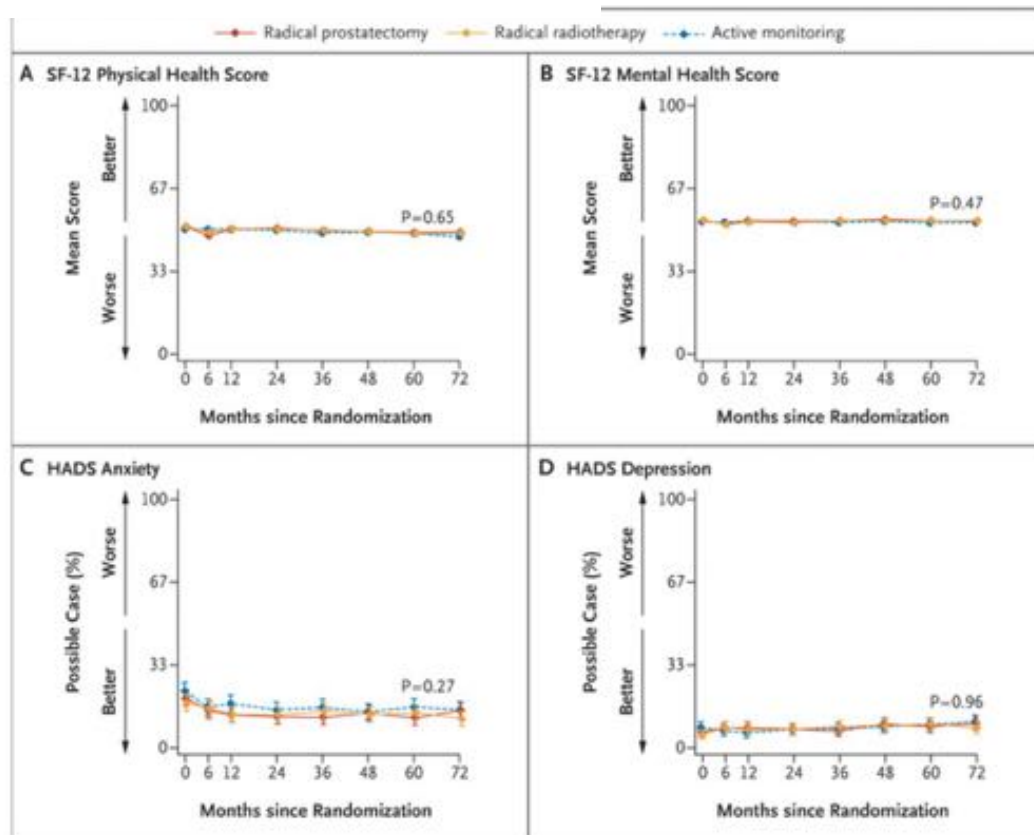 Radical prostatectomy Radical radiotherapy Active monitoring
A SF-12 Physical Health Score
100
67
33
0
Better
Worse
Mean Score
P=0.65
0 6 12 24 36 48 60 72
Months since Randomization
B SF-12 Mental Health Score
100
67
33
0
Better
Worse
Mean Score
P=0.47
0 6 12 24 36 48 60 72
Months since Randomization
C HADS Anxiety
100
67
33
0
Worse
Better
Possible Case (%)
P=0.27
0 6 12 24 36 48 60 72
Months since Randomization
D HADS Depression
100
67
33
0
Worse
Better
Possible Case (%)
P=0.96
0 6 12 24 36 48 60 72
Months since Randomization